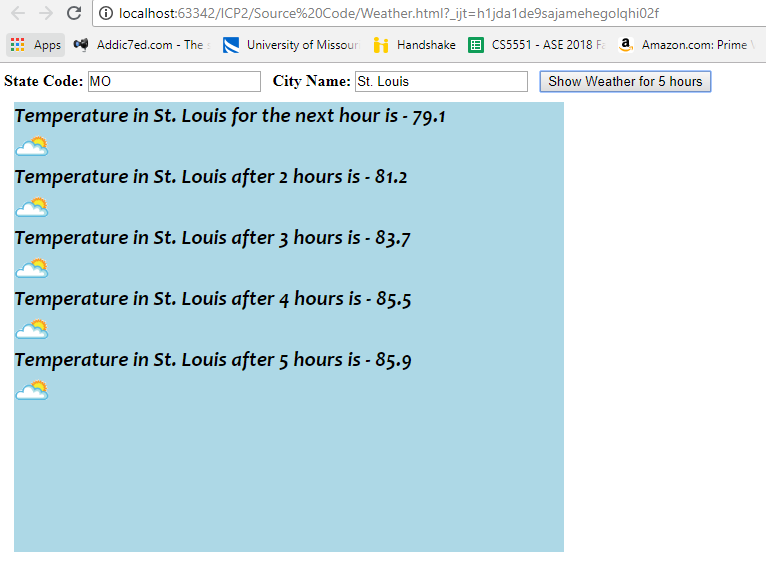 localhost:63342/ICP2/Source%20Code/Weather.html?_ijt=h1jda1de9sajamehegolqhi02f
Apps Addic7ed.com - The University of Missour Handshake CS5551 - ASE 2018 Fa Amazon.com: Prime
State Code: MO City Name: St. Louis Show Weather for 5 hours
Temperature in St. Louis for the next hour is - 79.1
Temperature in St. Louis after 2 hours is - 81.2
Temperature in St. Louis after 3 hours is - 83.7
Temperature in St. Louis after 4 hours is - 85.5
Temperature in St. Louis after 5 hours is - 85.9